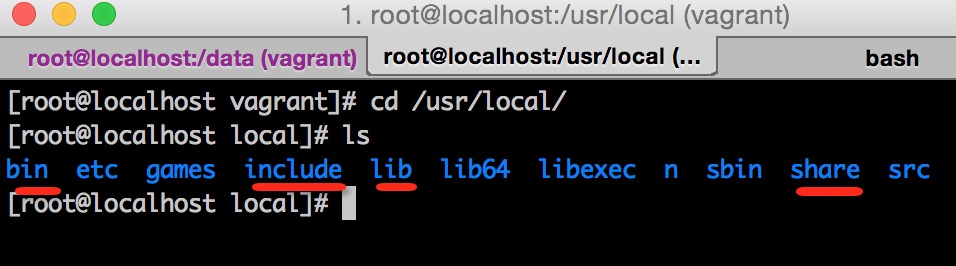 1. root@localhost:/usr/local (vagrant)
root@localhost:/data (vagrant) root@localhost:/usr/local (... bash
[root@localhost vagrant]# cd /usr/local/
[root@localhost local]# ls
bin etc games include lib lib64 libexec n sbin share src
[root@localhost local]#